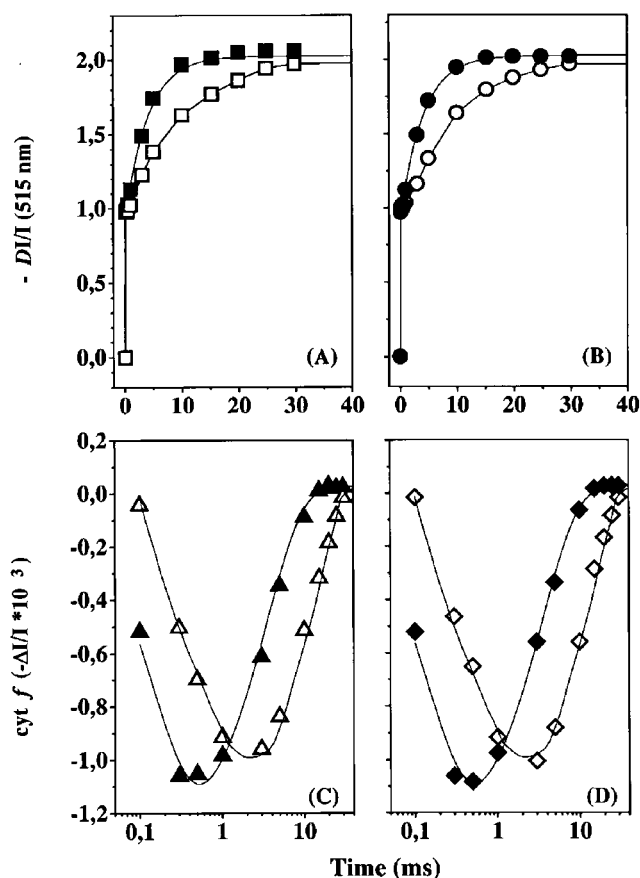 - DI/I (515 nm)
2,0
1,5
1,0
0,5
0,0
(A)
(B)
0 10 20 30 40
0 10 20 30 40
cyt f (-ΔI/I *10 3 )
0,2
0,0
-0,2
-0,4
-0,6
-0,8
-1,0
-1,2
(C)
(D)
0,1 1 10
0,1 1 10
Time (ms)